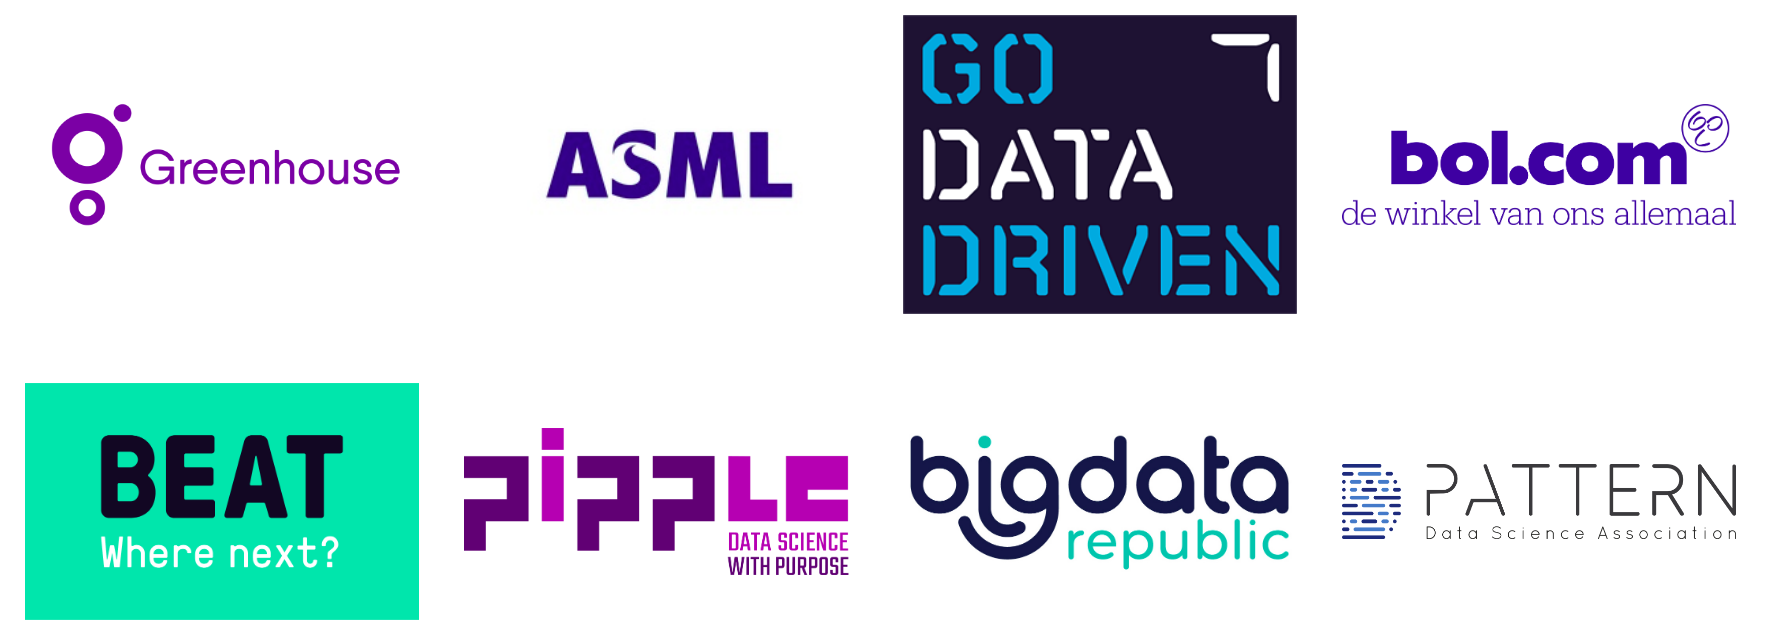 Greenhouse
ASML
GO
DATA
DRIVEN
bol.com
de winkel van ons allemaal
BEAT
Where next?
pipple
DATA SCIENCE
WITH PURPOSE
bigdata
republic
PATTERN
Data Science Association